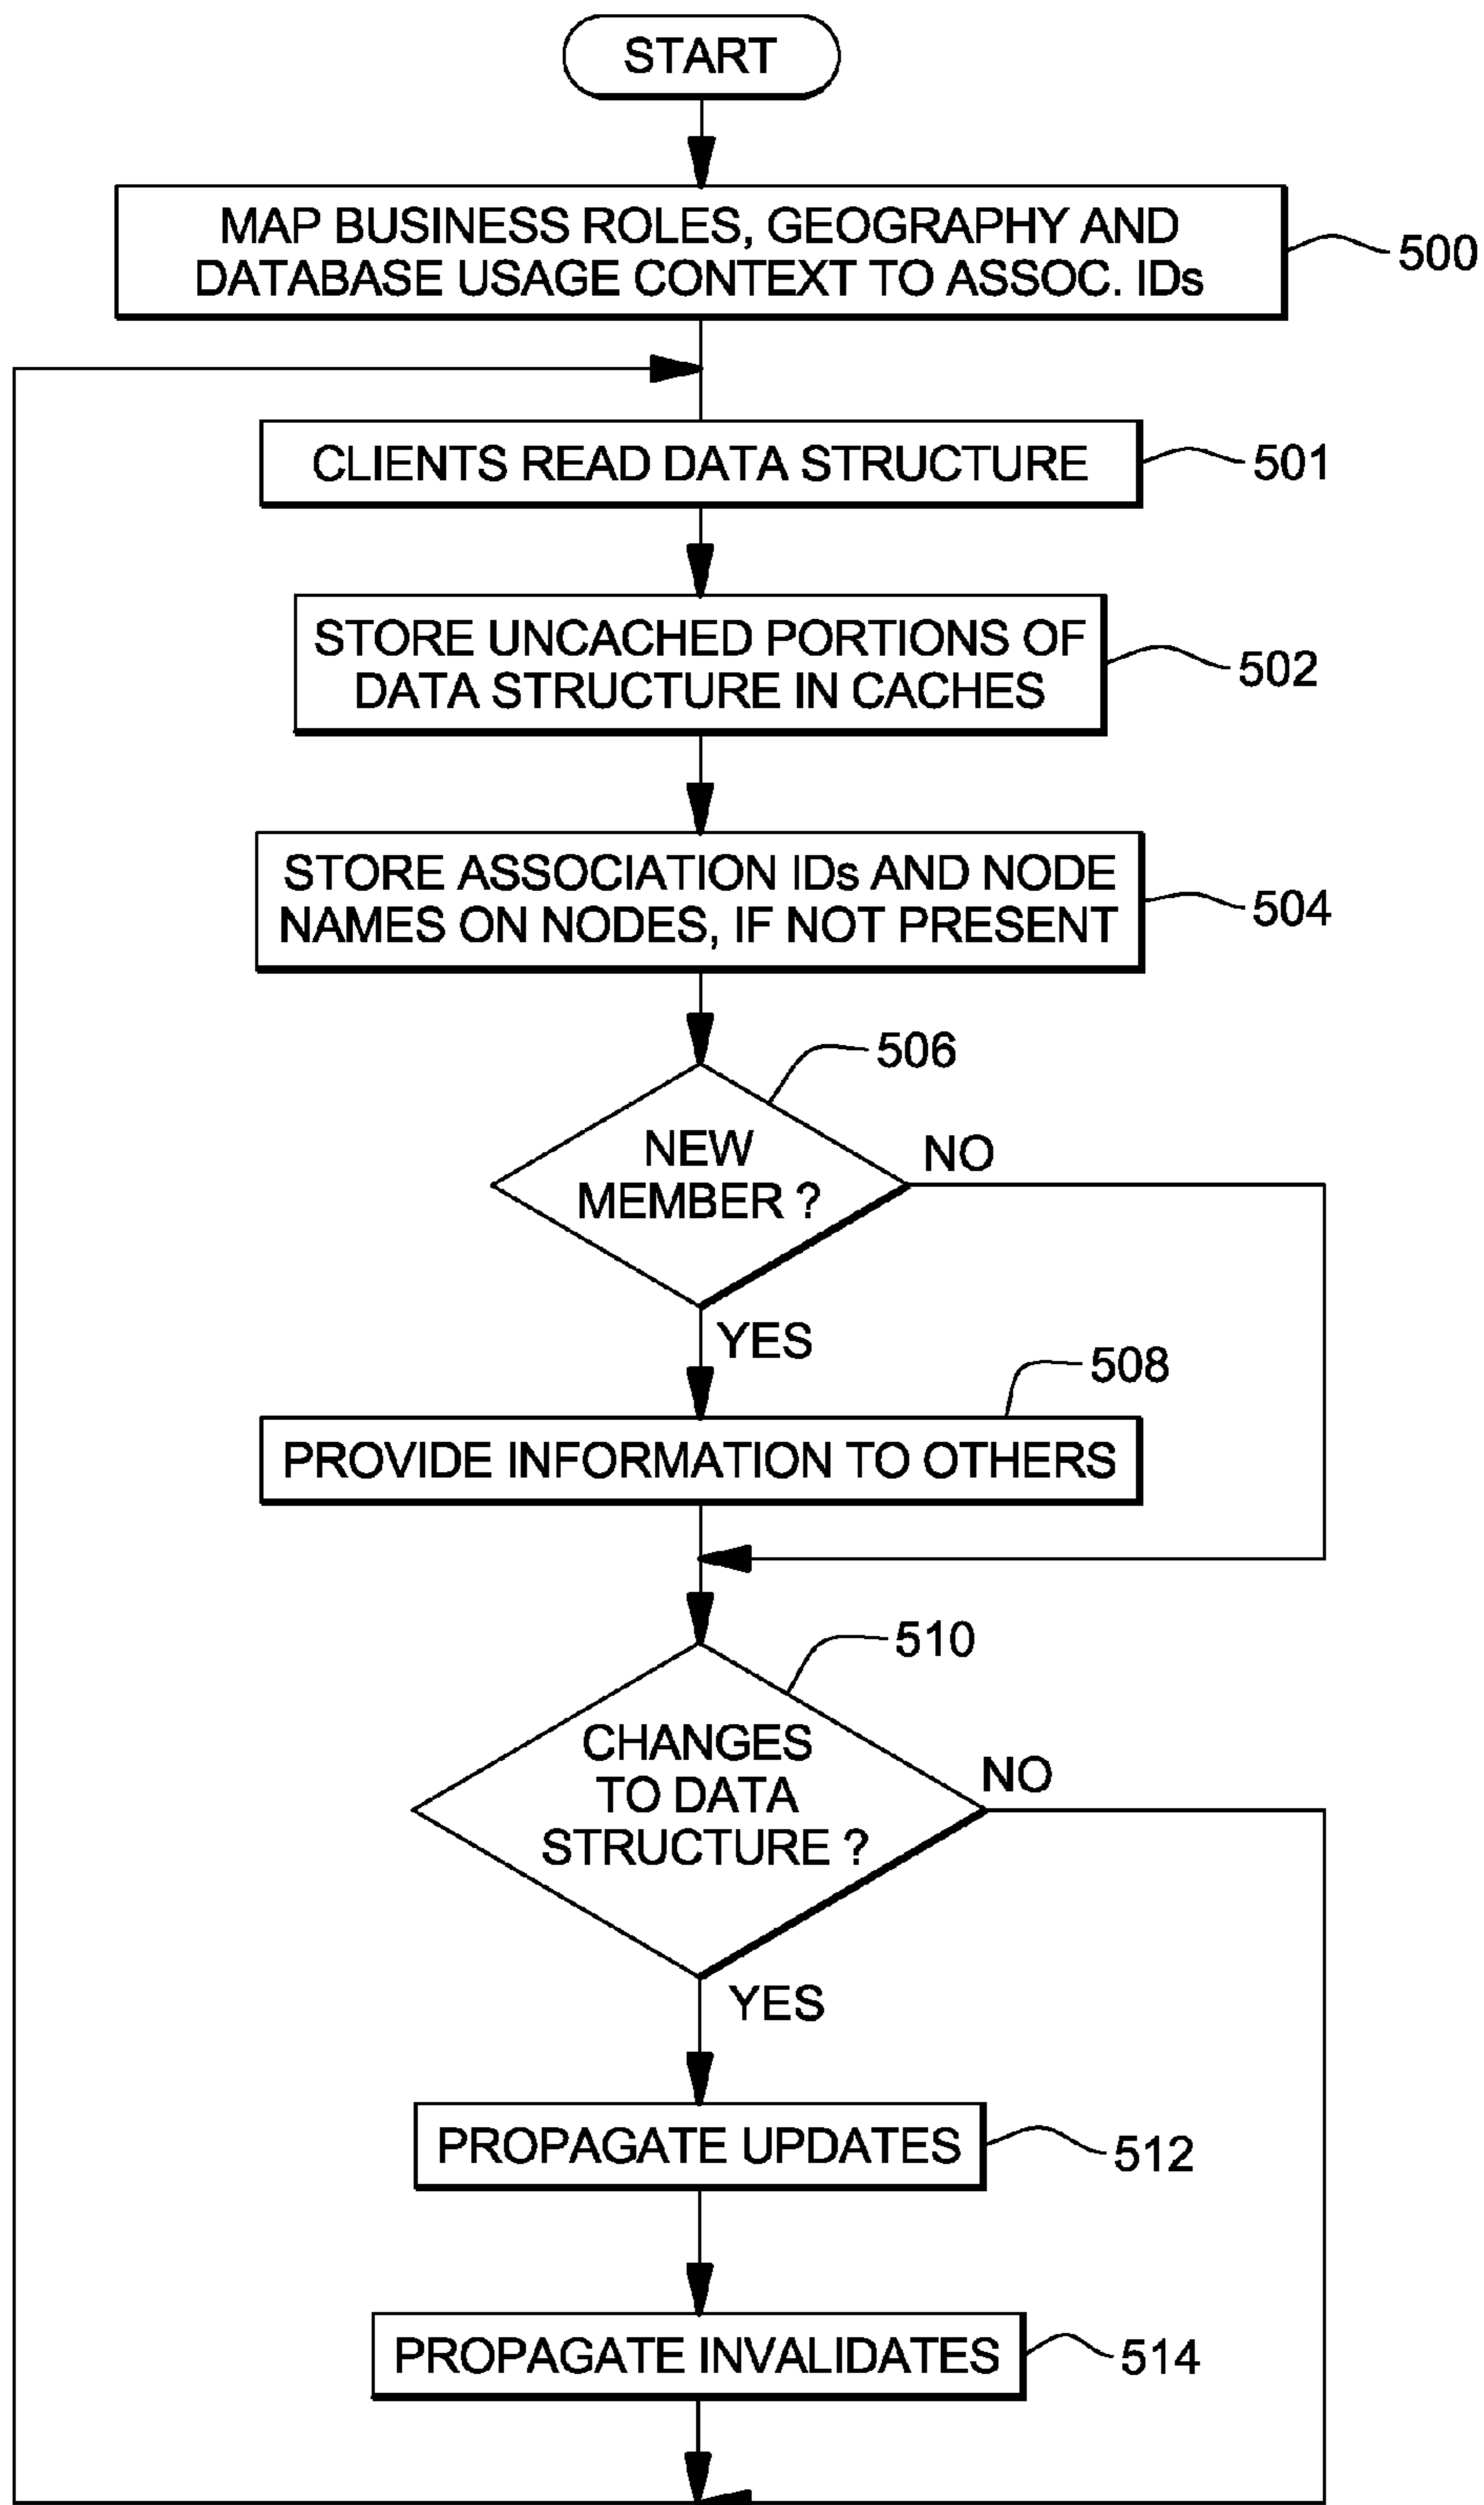 START
MAP BUSINESS ROLES, GEOGRAPHY AND
DATABASE USAGE CONTEXT TO ASSOC. IDs
500
CLIENTS READ DATA STRUCTURE
501
STORE UNCACHED PORTIONS OF
DATA STRUCTURE IN CACHES
502
STORE ASSOCIATION IDs AND NODE
NAMES ON NODES, IF NOT PRESENT
504
506
NEW
MEMBER ?
NO
YES
508
PROVIDE INFORMATION TO OTHERS
510
CHANGES
TO DATA
STRUCTURE ?
NO
YES
PROPAGATE UPDATES
512
PROPAGATE INVALIDATES
514